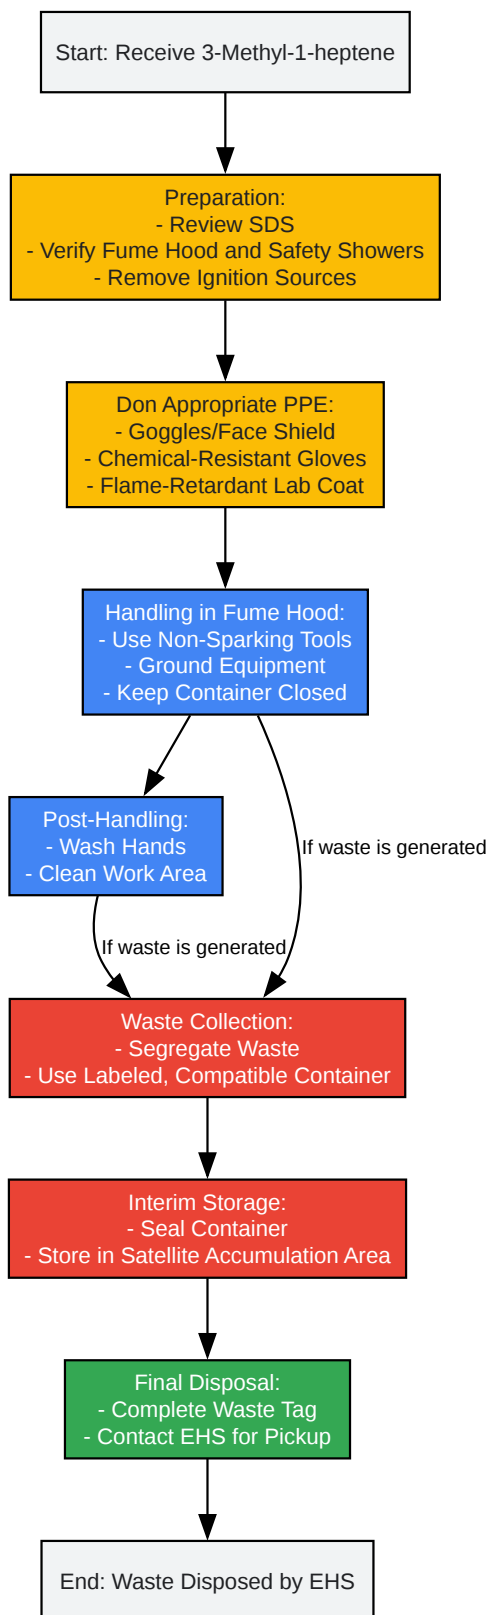 Start: Receive 3-Methyl-1-heptene
Preparation:
- Review SDS
- Verify Fume Hood and Safety Showers
- Remove Ignition Sources
Don Appropriate PPE:
- Goggles/Face Shield
- Chemical-Resistant Gloves
- Flame-Retardant Lab Coat
Handling in Fume Hood:
- Use Non-Sparking Tools
- Ground Equipment
- Keep Container Closed
Post-Handling:
- Wash Hands
- Clean Work Area
If waste is generated
If waste is generated
Waste Collection:
- Segregate Waste
- Use Labeled, Compatible Container
Interim Storage:
- Seal Container
- Store in Satellite Accumulation Area
Final Disposal:
- Complete Waste Tag
- Contact EHS for Pickup
End: Waste Disposed by EHS